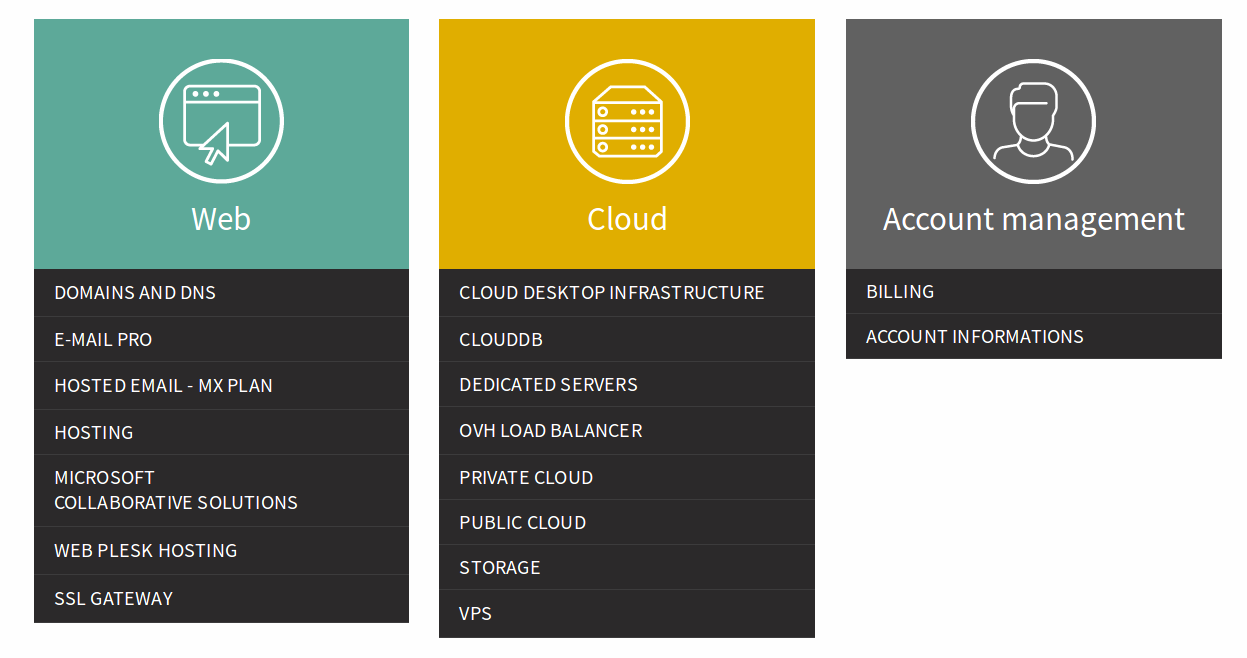 Web
DOMAINS AND DNS
E-MAIL PRO
HOSTED EMAIL - MX PLAN
HOSTING
MICROSOFT
COLLABORATIVE SOLUTIONS
WEB PLESK HOSTING
SSL GATEWAY
Cloud
CLOUD DESKTOP INFRASTRUCTURE
CLOUDDB
DEDICATED SERVERS
OVH LOAD BALANCER
PRIVATE CLOUD
PUBLIC CLOUD
STORAGE
VPS
Account management
BILLING
ACCOUNT INFORMATIONS